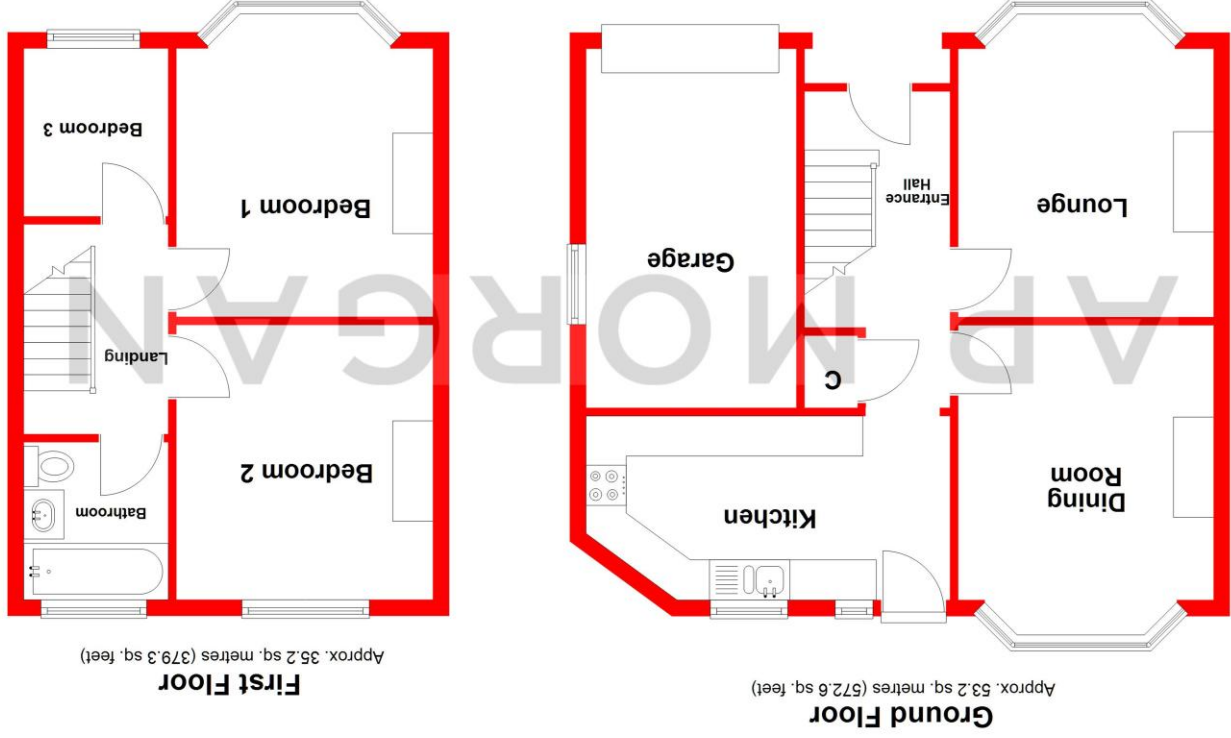 Ground Floor
Approx. 53.2 sq. metres (572.6 sq. feet)
Dining
Room
Kitchen
C
Lounge
Entrance
Hall
Garage
First Floor
Approx. 35.2 sq. metres (379.3 sq. feet)
Bedroom 2
Bathroom
Landing
Bedroom 1
Bedroom 3
AP MORGAN